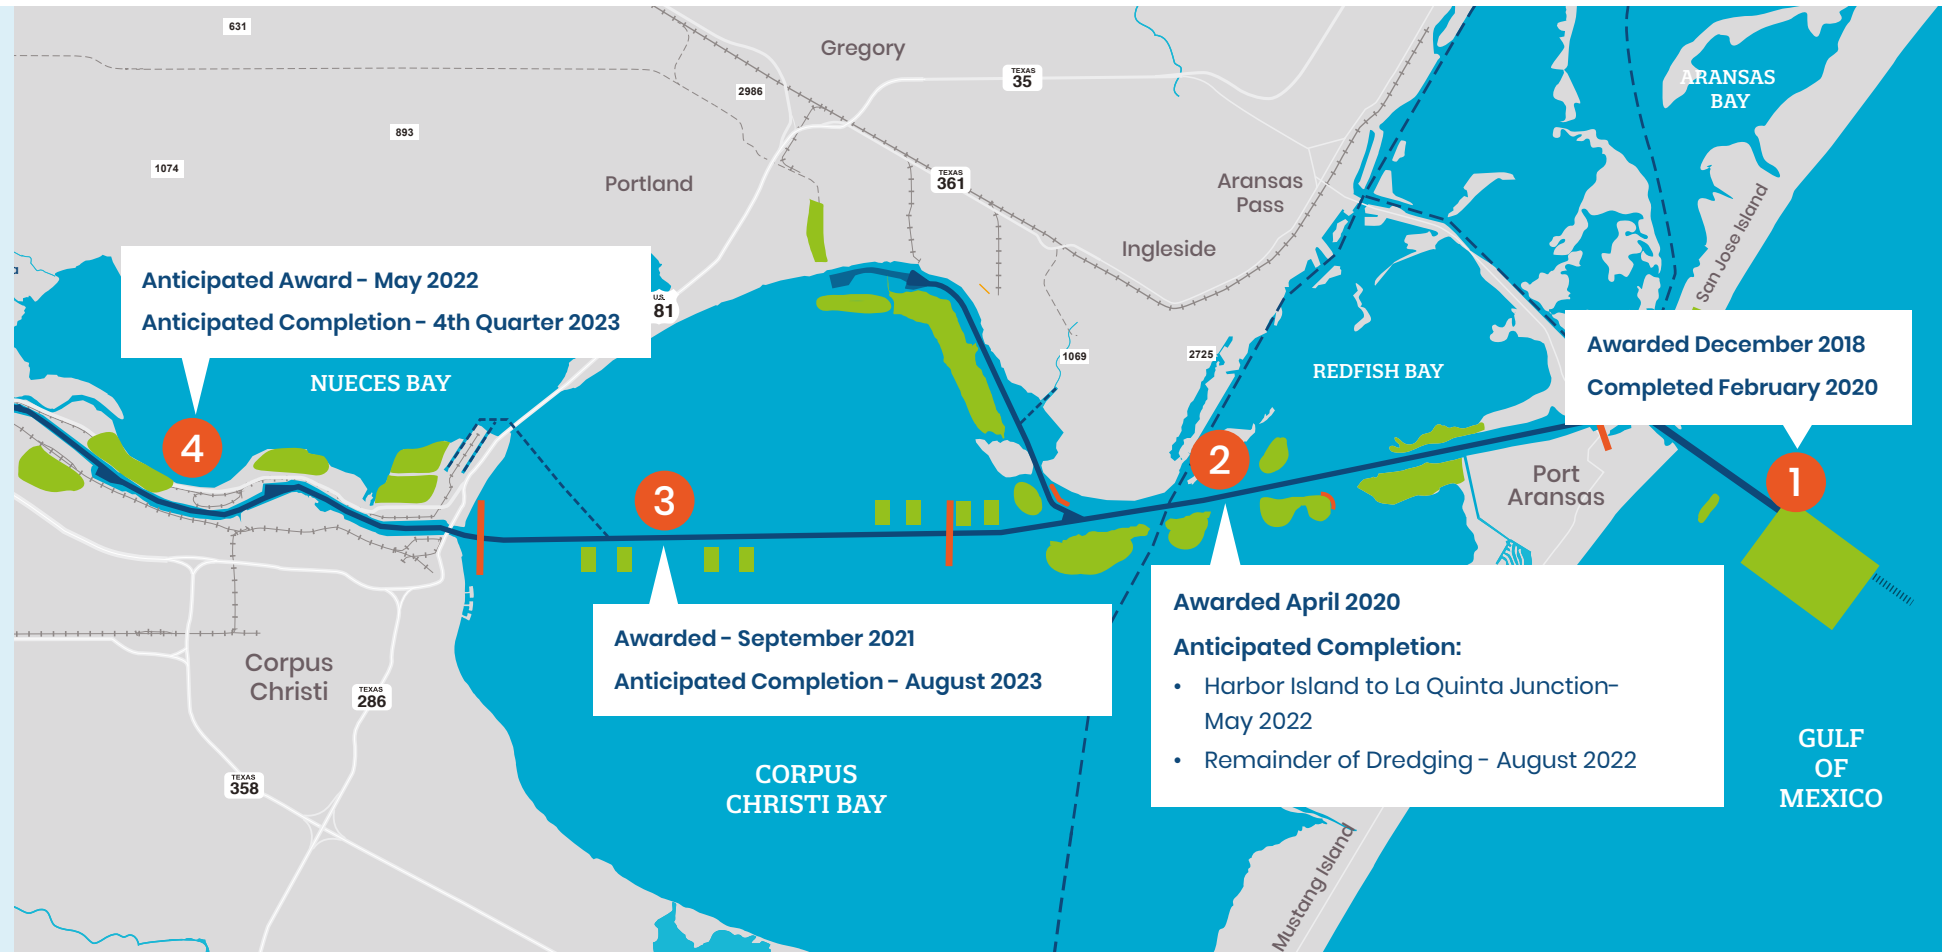 631
Gregory
TEXAS
35
ARANSAS
BAY
2986
893
1074
Portland
TEXAS
361
Aransas
Pass
San Jose Island
Ingleside
Anticipated Award - May 2022
Anticipated Completion - 4th Quarter 2023
U.S.
81
NUECES BAY
1069
2725
REDFISH BAY
Awarded December 2018
Completed February 2020
4
3
2
1
Port
Aransas
Awarded - September 2021
Anticipated Completion - August 2023
Awarded April 2020
Anticipated Completion:
• Harbor Island to La Quinta Junction-
May 2022
• Remainder of Dredging - August 2022
Corpus
Christi
TEXAS
286
TEXAS
358
CORPUS
CHRISTI BAY
GULF
OF
MEXICO
Mustang Island